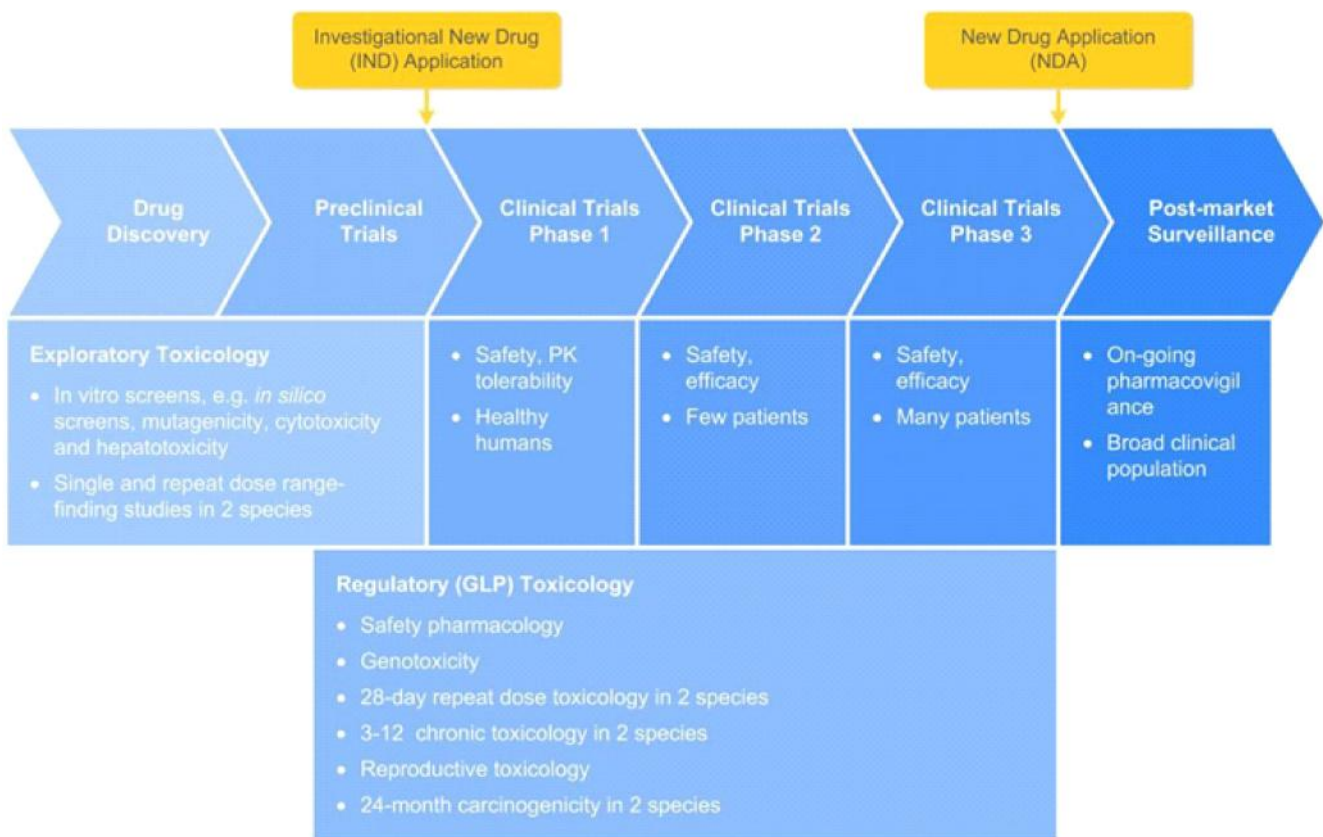 Investigational New Drug
(IND) Application
New Drug Application
(NDA)
Drug
Discovery
Preclinical
Trials
Clinical Trials
Phase 1
Clinical Trials
Phase 2
Clinical Trials
Phase 3
Post-market
Surveillance
Exploratory Toxicology
• In vitro screens, e.g. in silico
screens, mutagenicity, cytotoxicity
and hepatotoxicity
• Single and repeat dose range-
finding studies in 2 species
• Safety, PK
tolerability
• Healthy
humans
• Safety,
efficacy
• Few patients
• Safety,
efficacy
• Many patients
• On-going
pharmacovigil
ance
• Broad clinical
population
Regulatory (GLP) Toxicology
• Safety pharmacology
• Genotoxicity
• 28-day repeat dose toxicology in 2 species
• 3-12 chronic toxicology in 2 species
• Reproductive toxicology
• 24-month carcinogenicity in 2 species